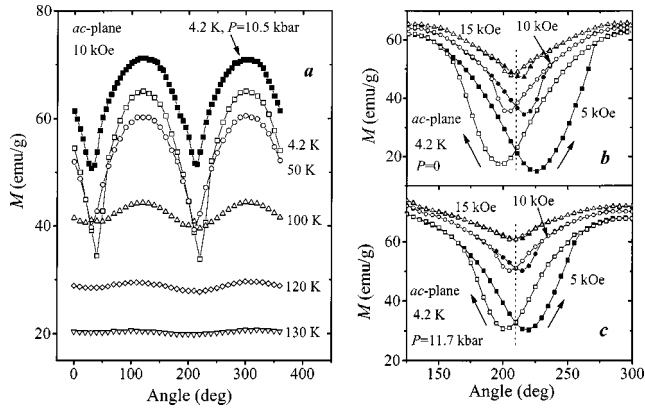 ac-plane
10 kOe
4.2 K, P=10.5 kbar
a
4.2 K
50 K
100 K
120 K
130 K
80
60
40
20
M (emu/g)
0 100 200 300 400
Angle (deg)
15 kOe
10 kOe
5 kOe
ac-plane
4.2 K
P=0
b
60
40
20
M (emu/g)
15 kOe
10 kOe
5 kOe
ac-plane
4.2 K
P=11.7 kbar
c
80
60
40
20
M (emu/g)
150 200 250 300
Angle (deg)